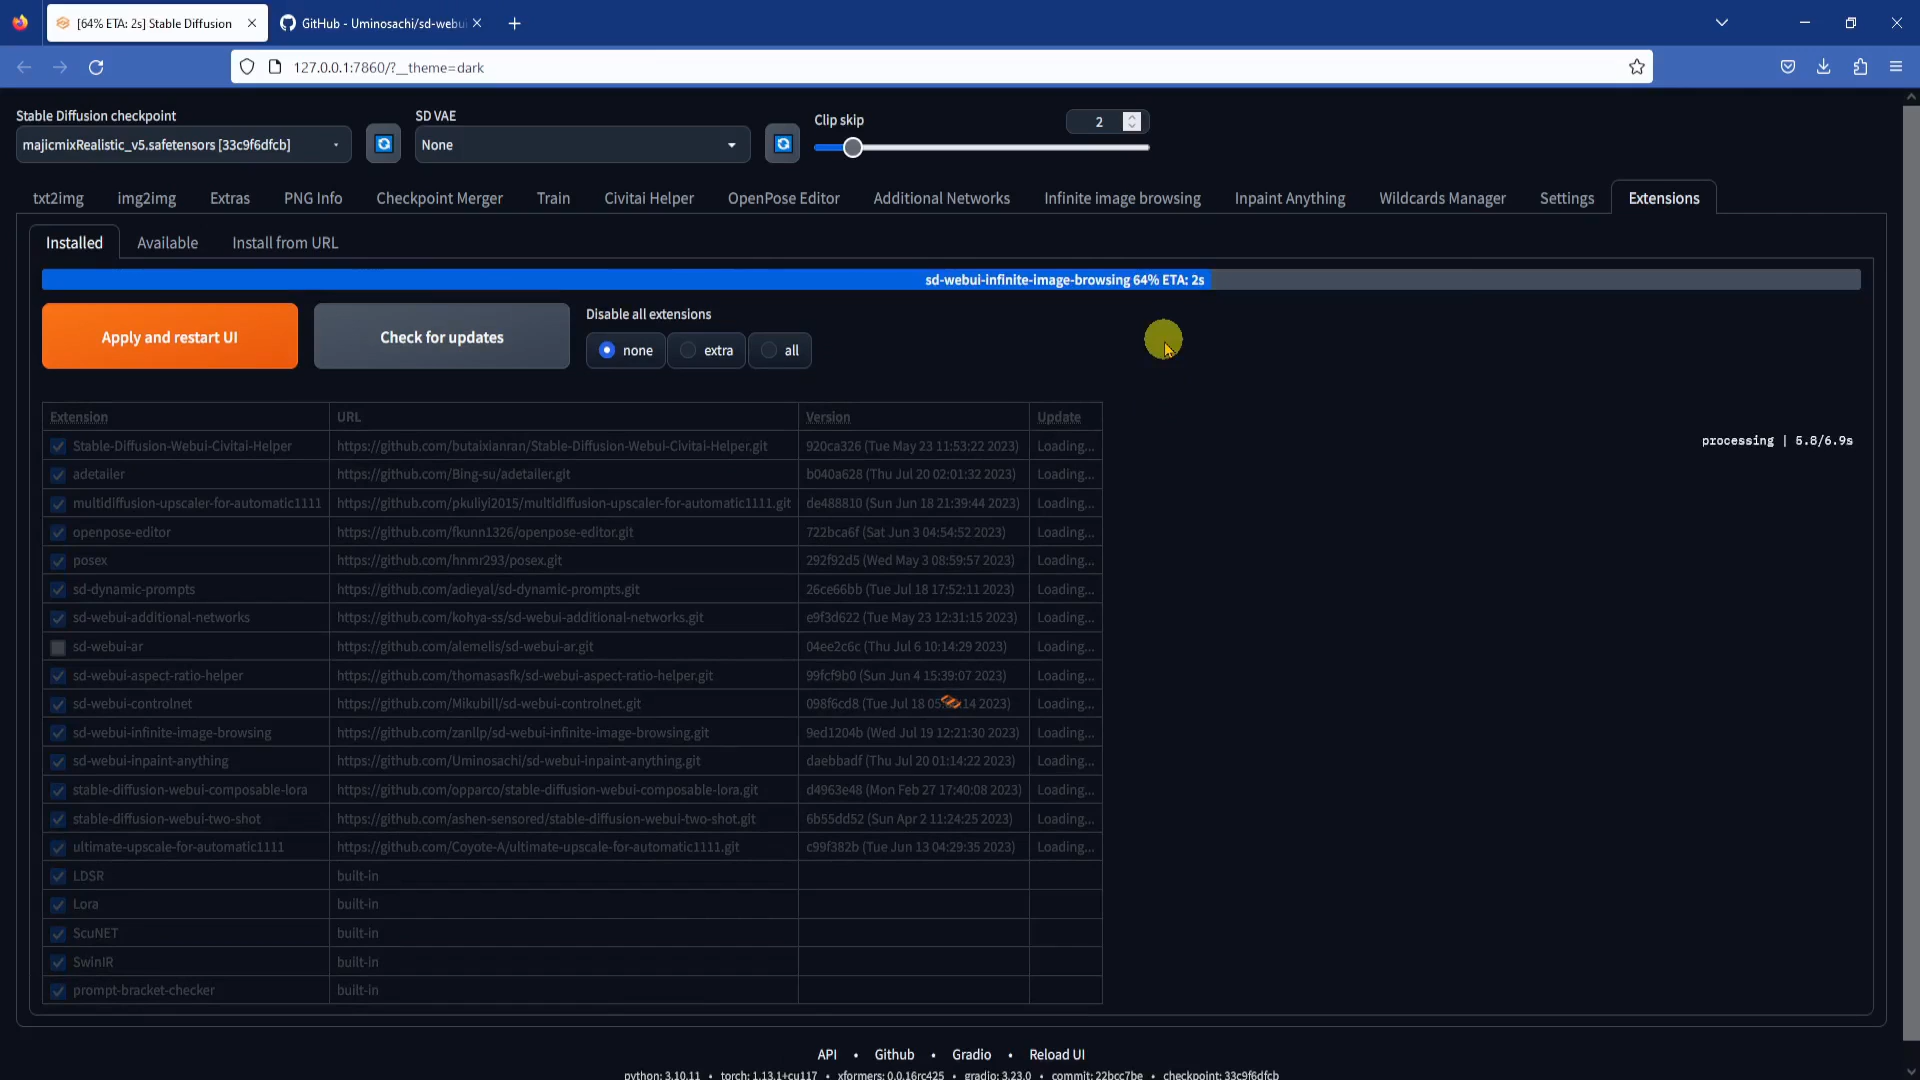 [64% ETA: 2s] Stable Diffusion
GitHub - Uminosachi/sd-webui
127.0.0.1:7860/?__theme=dark
Stable Diffusion checkpoint
majicmixRealistic_v5.safetensors [33c9f6dfcb]
SD VAE
None
Clip skip
2
txt2img img2img Extras PNG Info Checkpoint Merger Train Civitai Helper OpenPose Editor Additional Networks Infinite image browsing Inpaint Anything Wildcards Manager Settings Extensions
Installed Available Install from URL
sd-webui-infinite-image-browsing 64% ETA: 2s
Apply and restart UI
Check for updates
Disable all extensions
none extra all
processing | 5.8/6.9s
Extension URL Version Update
Stable-Diffusion-Webui-Civitai-Helper https://github.com/butaixianran/Stable-Diffusion-Webui-Civitai-Helper.git 920ca326 (Tue May 23 11:53:22 2023) Loading...
adetailer https://github.com/Bing-su/adetailer.git b040a628 (Thu Jul 20 02:01:32 2023) Loading...
multidiffusion-upscaler-for-automatic1111 https://github.com/pkuliyi2015/multidiffusion-upscaler-for-automatic1111.git de488810 (Sun Jun 18 21:39:44 2023) Loading...
openpose-editor https://github.com/fkunn1326/openpose-editor.git 722bca6f (Sat Jun 3 04:54:52 2023) Loading...
posex https://github.com/hnmr293/posex.git 292f92d5 (Wed May 3 08:59:57 2023) Loading...
sd-dynamic-prompts https://github.com/adieyal/sd-dynamic-prompts.git 26ce66bb (Tue Jul 18 17:52:11 2023) Loading...
sd-webui-additional-networks https://github.com/kohya-ss/sd-webui-additional-networks.git e9f3d622 (Tue May 23 12:31:15 2023) Loading...
sd-webui-ar https://github.com/alemelis/sd-webui-ar.git 04ee2c6c (Thu Jul 6 10:14:29 2023) Loading...
sd-webui-aspect-ratio-helper https://github.com/thomasasfk/sd-webui-aspect-ratio-helper.git 99fcf9b0 (Sun Jun 4 15:39:07 2023) Loading...
sd-webui-controlnet https://github.com/Mikubill/sd-webui-controlnet.git 098f6cd8 (Tue Jul 18 2023) Loading...
sd-webui-infinite-image-browsing https://github.com/zanllp/sd-webui-infinite-image-browsing.git 9ed1204b (Wed Jul 19 12:21:30 2023) Loading...
sd-webui-inpaint-anything https://github.com/Uminosachi/sd-webui-inpaint-anything.git daebbadf (Thu Jul 20 01:14:22 2023) Loading...
stable-diffusion-webui-composable-lora https://github.com/opparco/stable-diffusion-webui-composable-lora.git d4963e48 (Mon Feb 27 17:40:08 2023) Loading...
stable-diffusion-webui-two-shot https://github.com/ashen-sensored/stable-diffusion-webui-two-shot.git 6b55dd52 (Sun Apr 2 11:24:25 2023) Loading...
ultimate-upscale-for-automatic1111 https://github.com/Coyote-A/ultimate-upscale-for-automatic1111.git c99f382b (Tue Jun 13 04:29:35 2023) Loading...
LDSR built-in
Lora built-in
ScuNET built-in
SwinIR built-in
prompt-bracket-checker built-in
API • Github • Gradio • Reload UI
python: 3.10.11 • torch: 1.13.1+cu117 • xformers: 0.0.16rc425 • gradio: 3.23.0 • commit: 22bcc7be • checkpoint: 33c9f6dfcb